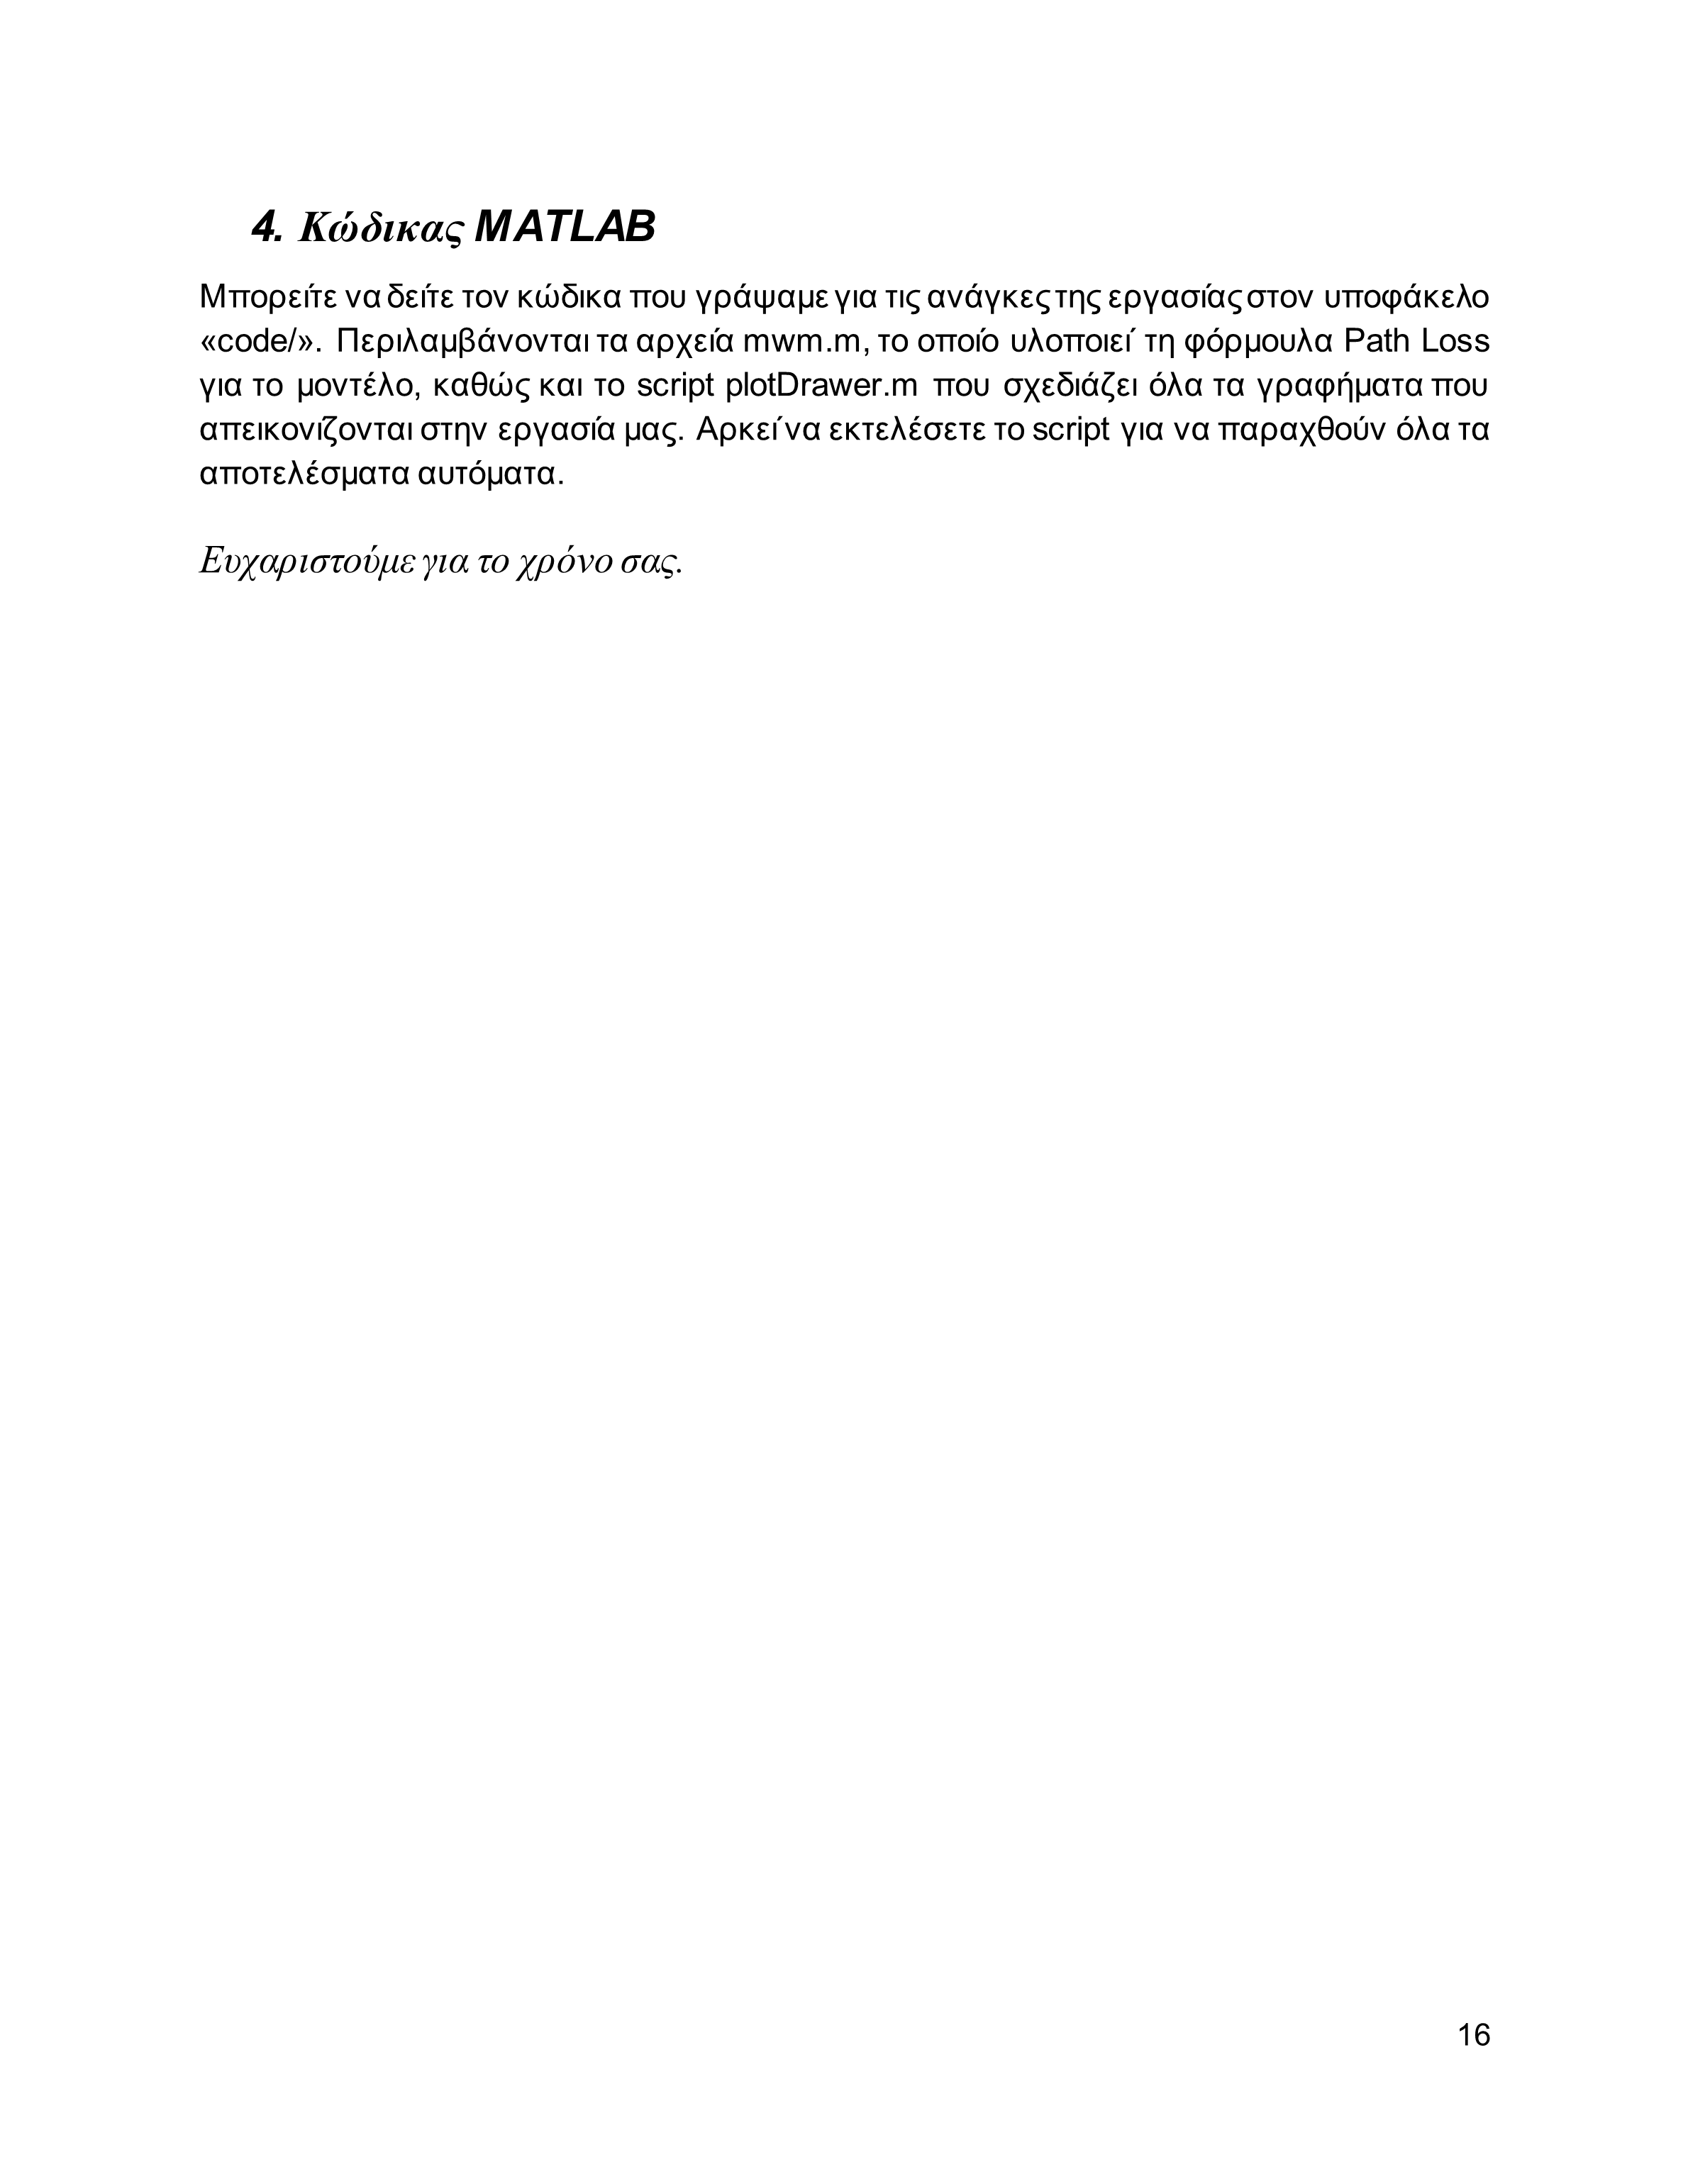 4. Κώδικας MATLAB
Μπορείτε να δείτε τον κώδικα που γράψαμε για τις ανάγκες της εργασίας στον υποφάκελο
«code/». Περιλαμβάνονται τα αρχεία mwm.m, το οποίο υλοποιεί τη φόρμουλα Path Loss
για το μοντέλο, καθώς και το script plotDrawer.m που σχεδιάζει όλα τα γραφήματα που
απεικονίζονται στην εργασία μας. Αρκεί να εκτελέσετε το script για να παραχθούν όλα τα
αποτελέσματα αυτόματα.
Ευχαριστούμε για το χρόνο σας.
16